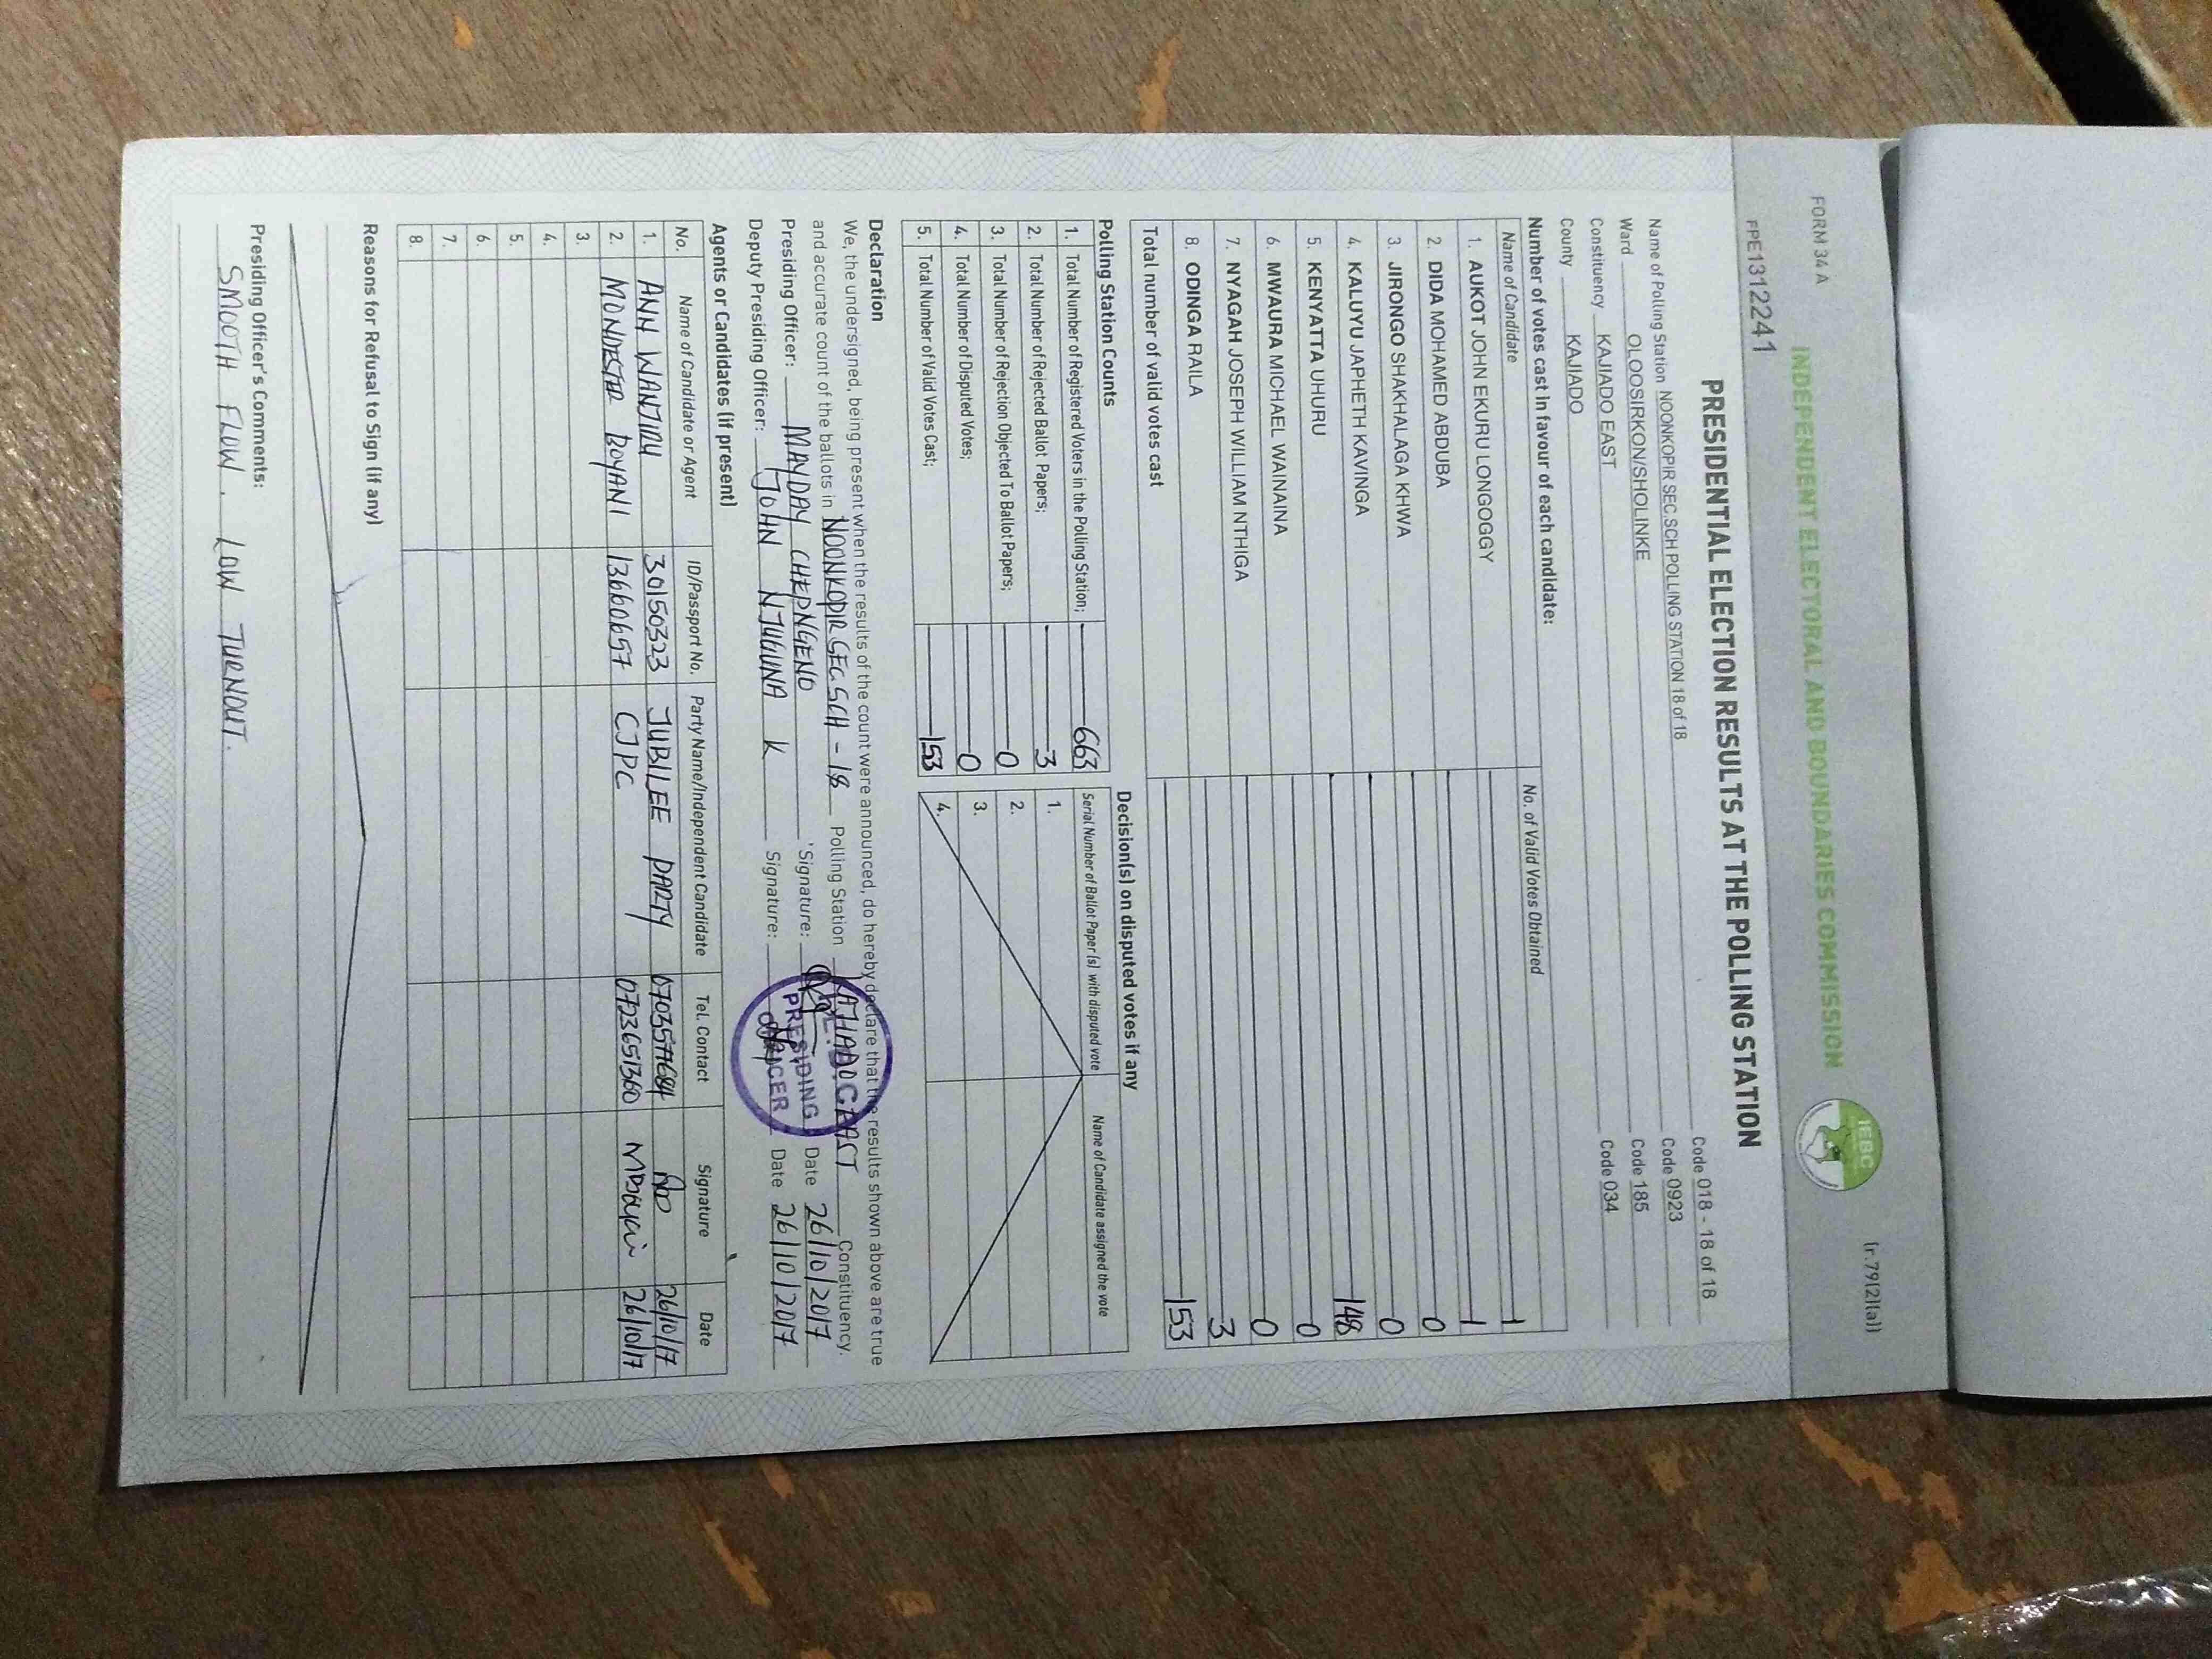 FORM 34 A
(r.79(2)(a))
INDEPENDENT ELECTORAL AND BOUNDARIES COMMISSION
IEBC
FPE1312241
PRESIDENTIAL ELECTION RESULTS AT THE POLLING STATION
Name of Polling Station NOONKOPIR SEC.SCH POLLING STATION 18 of 18 Code 018 - 18 of 18
Ward OLOOSIRKON/SHOLINKE Code 0923
Constituency KAJIADO EAST Code 185
County KAJIADO Code 034
Number of votes cast in favour of each candidate:
Name of Candidate No. of Valid Votes Obtained
1. AUKOT JOHN EKURU LONGOGGY 1
2. DIDA MOHAMED ABDUBA 1
3. JIRONGO SHAKHALAGA KHWA 0
4. KALUYU JAPHETH KAVINGA 0
5. KENYATTA UHURU 148
6. MWAURA MICHAEL WAINAINA 0
7. NYAGAH JOSEPH WILLIAM NTHIGA 0
8. ODINGA RAILA 3
Total number of valid votes cast 153
Polling Station Counts
1. Total Number of Registered Voters in the Polling Station; 663
2. Total Number of Rejected Ballot Papers; 3
3. Total Number of Rejection Objected To Ballot Papers; 0
4. Total Number of Disputed Votes; 0
5. Total Number of Valid Votes Cast; 153
Decision(s) on disputed votes if any
Serial Number of Ballot Paper(s) with disputed vote Name of Candidate assigned the vote
1.
2.
3.
4.
Declaration
We, the undersigned, being present when the results of the count were announced, do hereby declare that the results shown above are true
and accurate count of the ballots in NOONKOPIR SEC SCH - 18 Polling Station KAJIADO EAST Constituency.
Presiding Officer: MAYDAY CHEPNGENO Signature: Date 26/10/2017
Deputy Presiding Officer: JOHN NJUGUNA K Signature: Date 26/10/2017
PRESIDING
OFFICER
Agents or Candidates (if present)
No. Name of Candidate or Agent ID/Passport No. Party Name/Independent Candidate Tel. Contact Signature Date
1. ANN WANJIRU 30150323 JUBILEE PARTY 26/10/17
2. BOYANI 13660657 CJPC 0723651360 26/10/17
3.
4.
5.
6.
7.
8.
Reasons for Refusal to Sign (if any)
Presiding Officer's Comments:
SMOOTH FLOW. LOW TURNOUT.